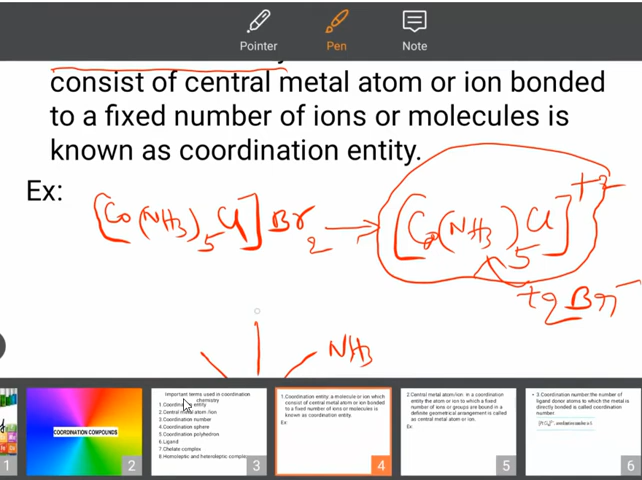 Pointer
Pen
Note
consist of central metal atom or ion bonded
to a fixed number of ions or molecules is
known as coordination entity.
Ex:
[Co(NH3)5Cl]Br2 → [Co(NH3)5Cl]+2
+2Br-
NH3
1
COORDINATION COMPOUNDS
2
Important terms used in coordination
chemistry
1 Coordination entity
2.Central metal atom /Ion
3.Coordination number
4.Coordination sphere
5.Coordination polyhedron
6.Ligand
7.Chelate complex
8.Homoleptic and heteroleptic complex
3
1.Coordination entity: a molecule or ion which
consist of central metal atom or ion bonded
to a fixed number of ions or molecules is
known as coordination entity.
Ex:
4
2.Central metal atom/ion: in a coordination
entity the atom or ion to which a fixed
number of ions or groups are bound in a
definite geometrical arrangement is called
as central metal atom or ion.
Ex:
5
3.Coordination number:the number of
ligand donor atoms to which the metal is
directly bonded is called coordination
number
6